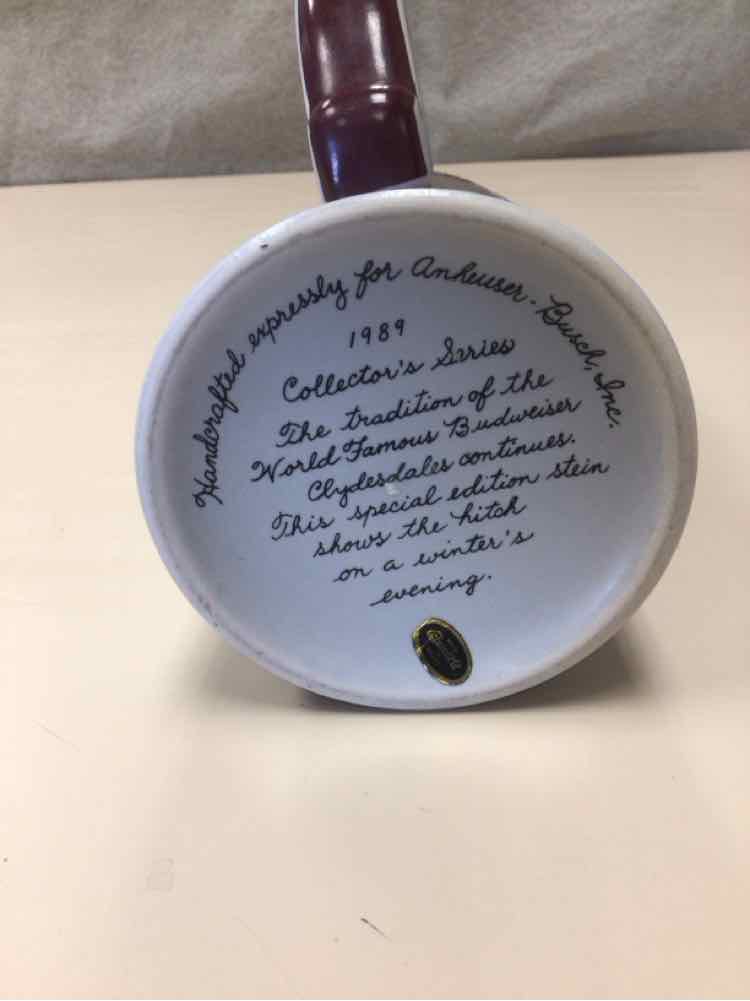 Handcrafted expressly for Anheuser-Busch, Inc.
1989
Collector's Series
The tradition of the
World Famous Budweiser
Clydesdales continues.
This special edition stein
shows the hitch
on a winter's
evening.